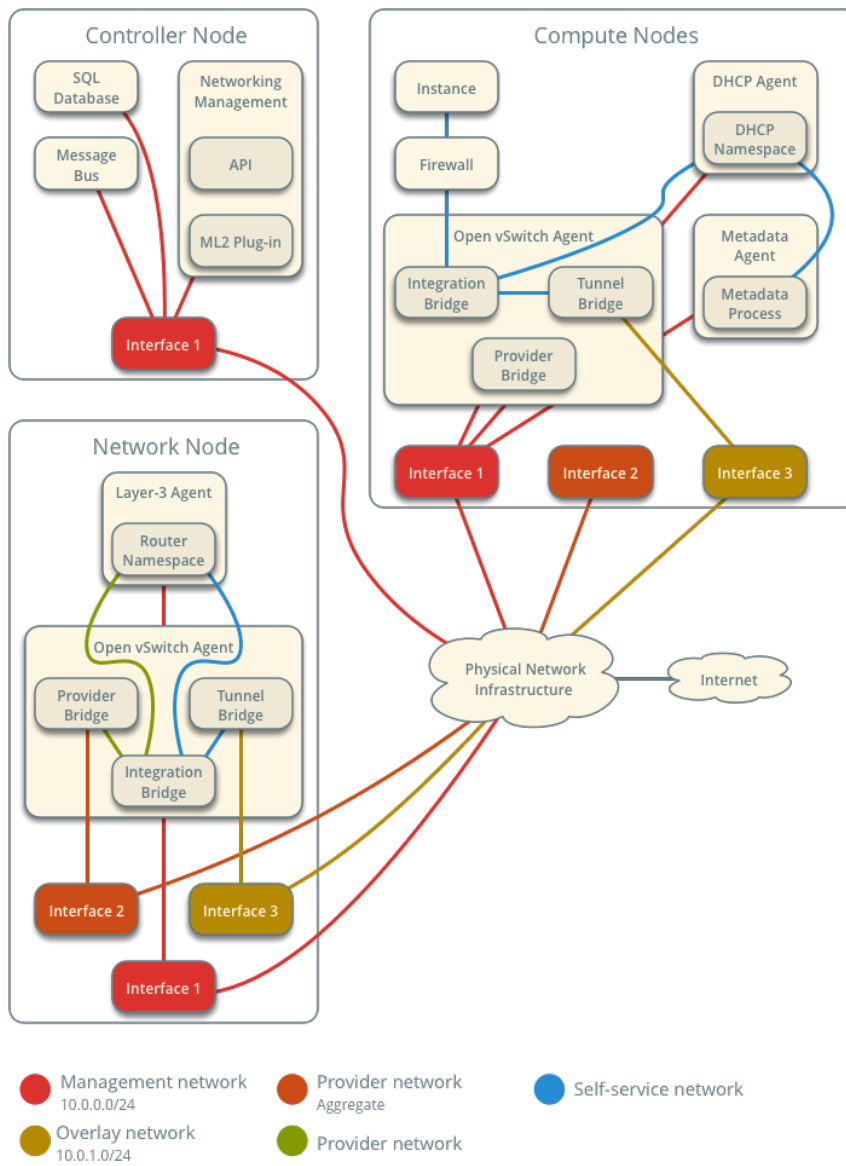 Controller Node
SQL
Database
Networking
Management
Message
Bus
API
ML2 Plug-in
Interface 1
Compute Nodes
Instance
DHCP Agent
DHCP
Namespace
Firewall
Open vSwitch Agent
Integration
Bridge
Tunnel
Bridge
Metadata
Agent
Metadata
Process
Provider
Bridge
Interface 1
Interface 2
Interface 3
Network Node
Layer-3 Agent
Router
Namespace
Open vSwitch Agent
Provider
Bridge
Tunnel
Bridge
Integration
Bridge
Interface 2
Interface 3
Interface 1
Physical Network
Infrastructure
Internet
Management network
10.0.0.0/24
Provider network
Aggregate
Self-service network
Overlay network
10.0.1.0/24
Provider network